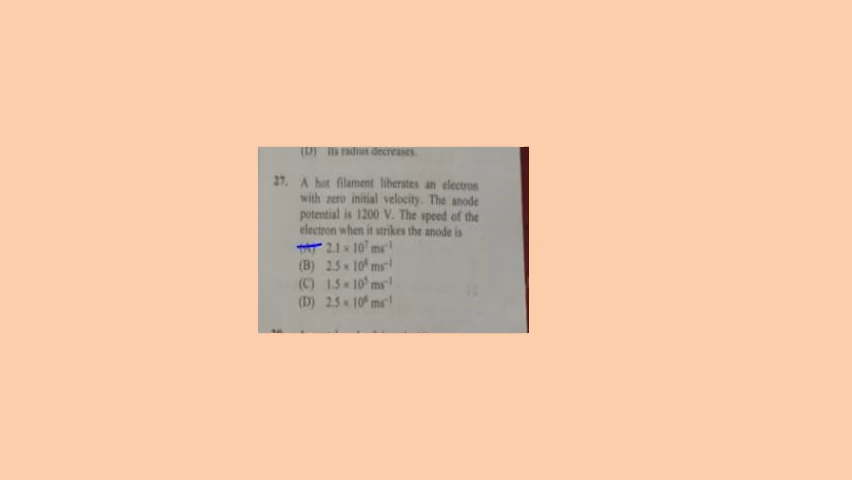 (D) Its radius decreases.
27. A hot filament liberates an electron
with zero initial velocity. The anode
potential is 1200 V. The speed of the
electron when it strikes the anode is
(A) 2.1 × 10⁷ ms⁻¹
(B) 2.5 × 10⁸ ms⁻¹
(C) 1.5 × 10⁵ ms⁻¹
(D) 2.5 × 10⁶ ms⁻¹